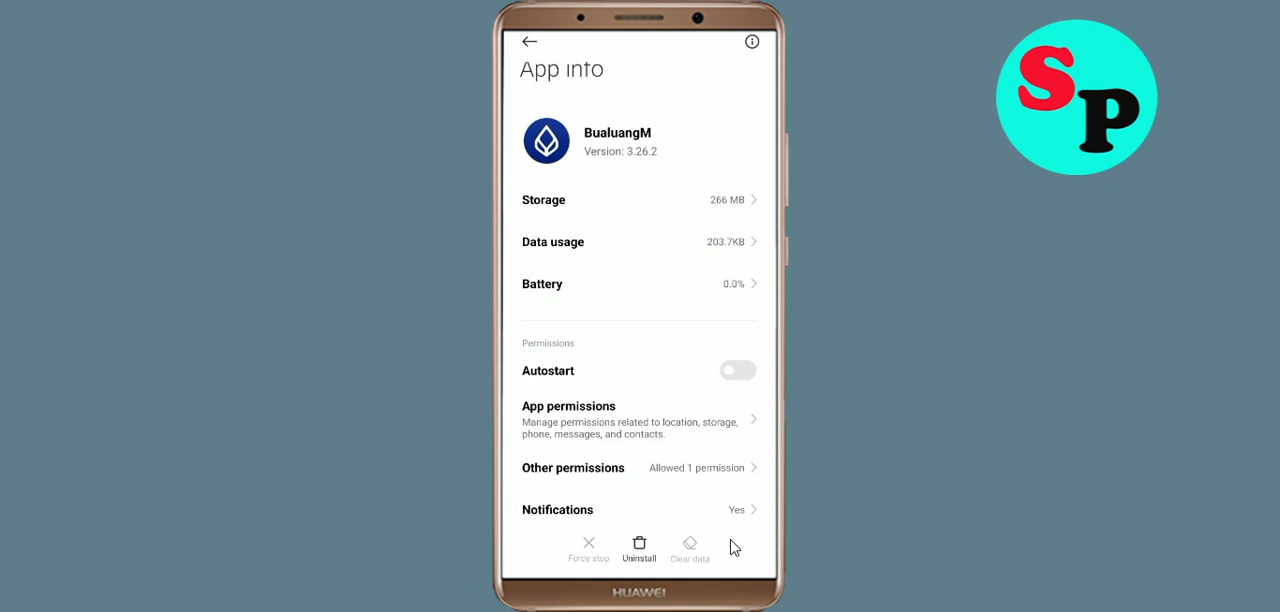 App into
BualuangM
Version: 3.26.2
Storage 266 MB
Data usage 203.7KB
Battery 0.0%
Permissions
Autostart
App permissions
Manage permissions related to location, storage,
phone, messages, and contacts.
Other permissions Allowed 1 permission
Notifications Yes
Force stop Uninstall Clear data
HUAWEI
SP